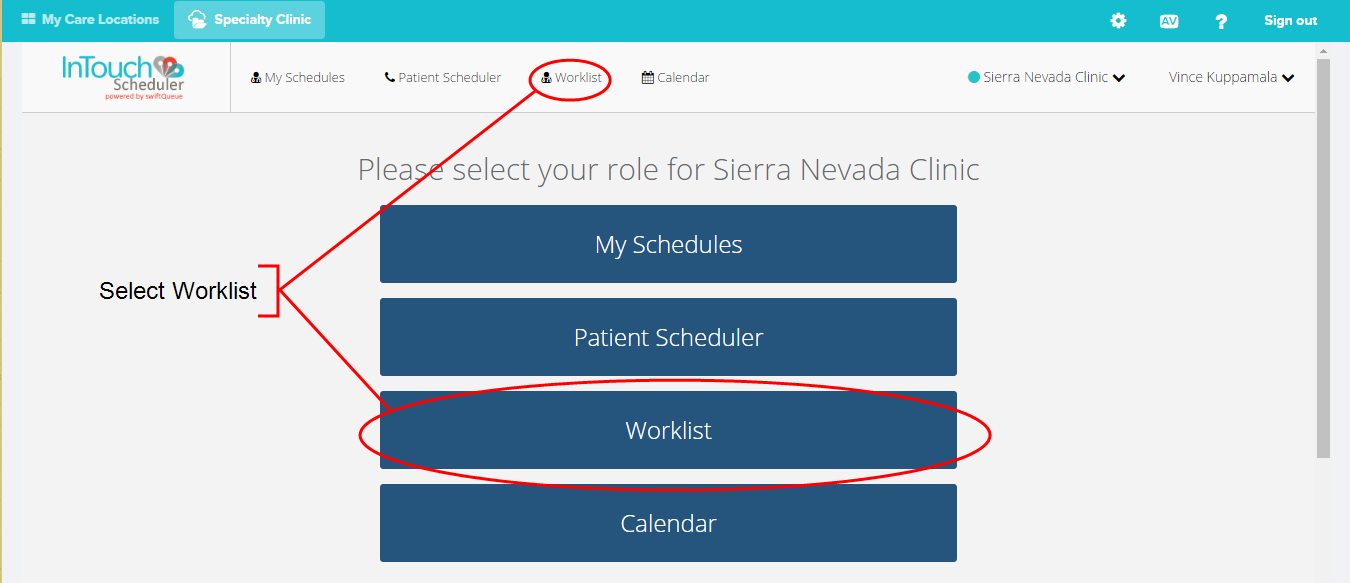 My Care Locations
Specialty Clinic
AV
?
Sign out
InTouch
Scheduler
powered by swiftQueue
My Schedules
Patient Scheduler
Worklist
Calendar
Sierra Nevada Clinic
Vince Kuppamala
Please select your role for Sierra Nevada Clinic
My Schedules
Patient Scheduler
Select Worklist
Worklist
Calendar